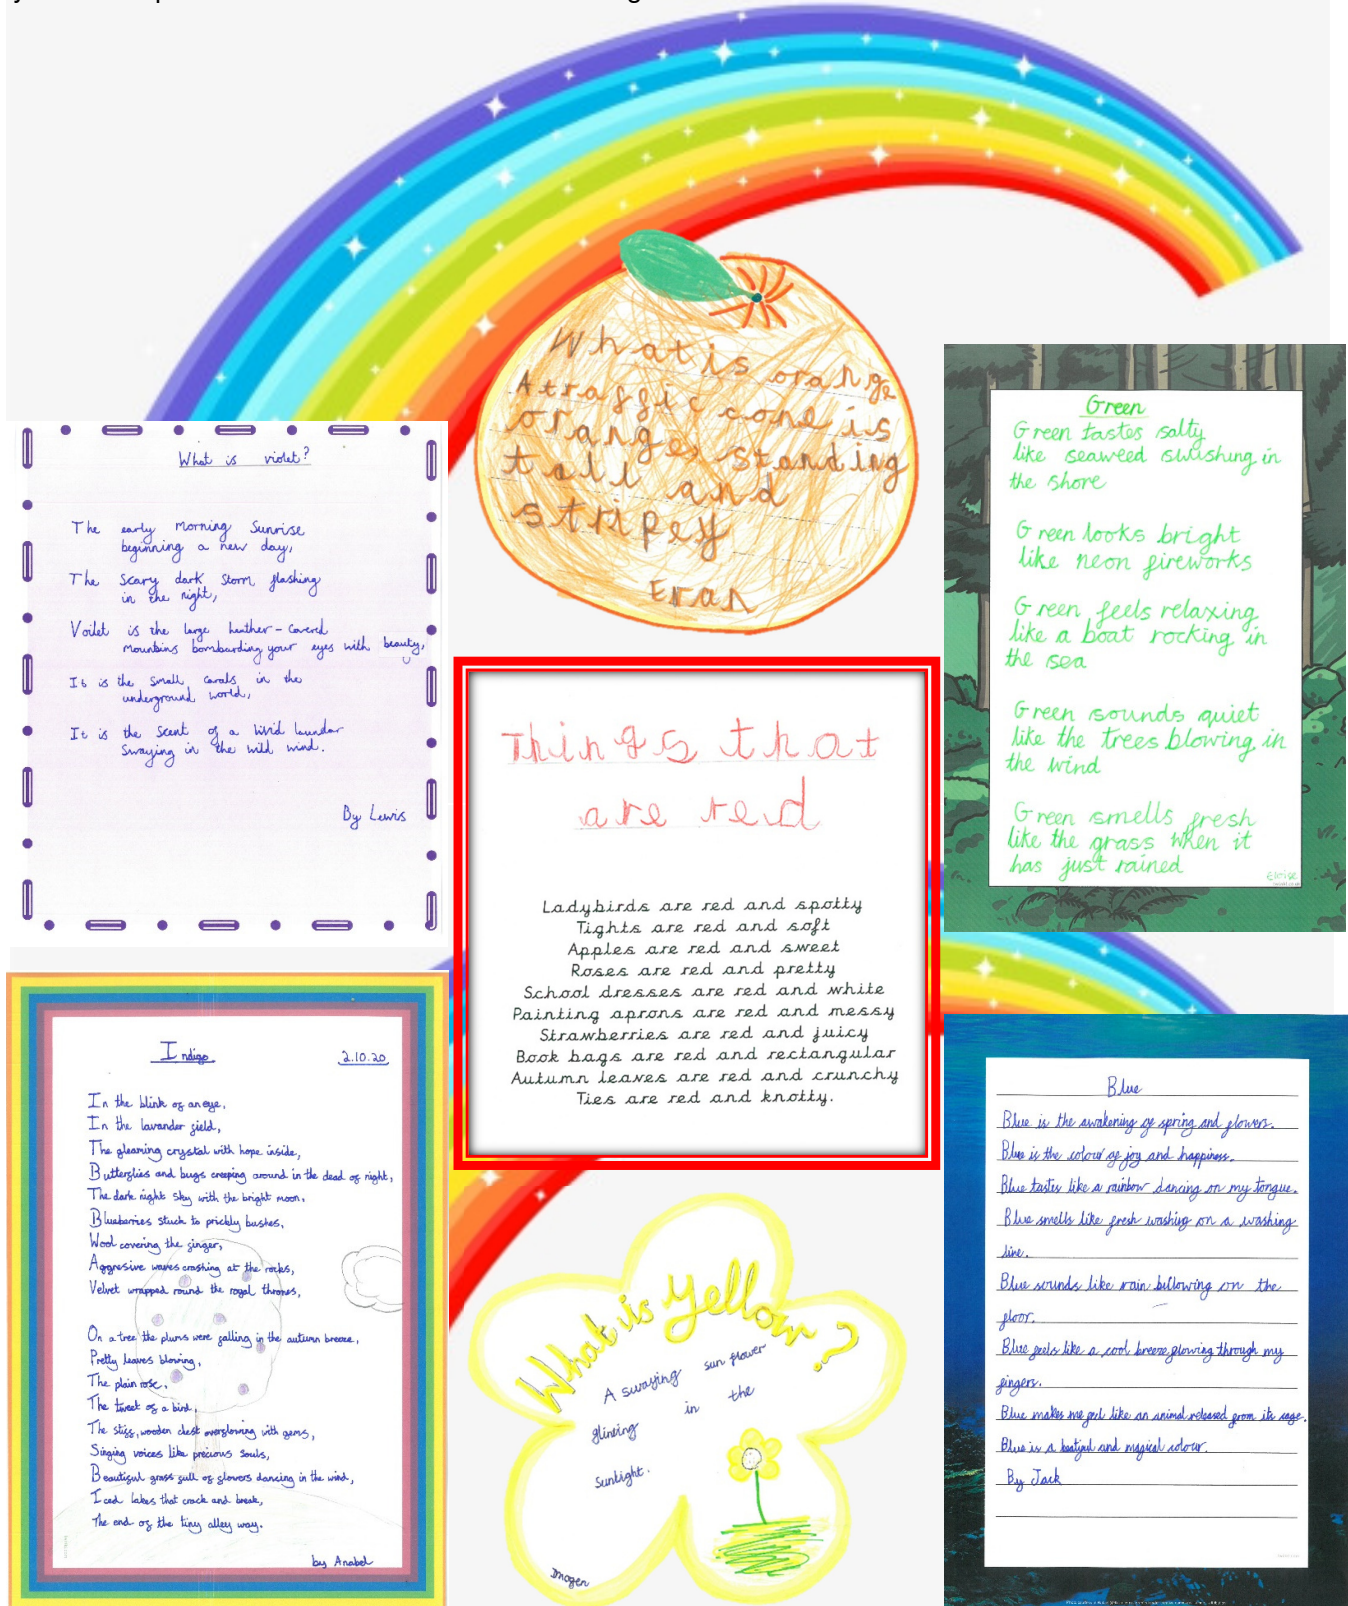 What is orange
A traffic cone is
orange, standing
tall and
stripey
Eran
What is violet?
The early morning Sunrise
beginning a new day,
The scary dark storm flashing
in the night,
Voilet is the large heather-covered
mountins bombarding your eyes with beauty,
It is the small corals in the
underground world,
It is the scent of a vivid laundar
Swaying in the wild wind.
By Lewis
Green
Green tastes salty
like seaweed swishing in
the shore
Green looks bright
like neon fireworks
Green feels relaxing
like a boat rocking in
the sea
Green sounds quiet
like the trees blowing in
the wind
Green smells fresh
like the grass when it
has just rained
Eloise
Things that
are red
Ladybirds are red and spotty
Tights are red and soft
Apples are red and sweet
Roses are red and pretty
School dresses are red and white
Painting aprons are red and messy
Strawberries are red and juicy
Book bags are red and rectangular
Autumn leaves are red and crunchy
Ties are red and knotty.
Indigo 2.10.20
In the blink of an eye,
In the lavander field,
The gleaming crystal with hope inside,
Butterflies and bugs creeping around in the dead of night,
The dark night sky with the bright moon,
Blueberries stuck to prickly bushes,
Wool covering the finger,
Aggresive waves crashing at the rocks,
Velvet wrapped round the royal thrones,
On a tree the plums were falling in the autumn breeze,
Pretty leaves blowing,
The plain rose,
The tweet of a bird,
The stiff, wooden chest overflowing with gems,
Singing voices like precious souls,
Beautiful grass full of flowers dancing in the wind,
Iced lakes that crack and break,
The end of the tiny alley way.
by Anabel
What is Yellow?
A swaying sun flower
glinting in the
Sunlight.
Imogen
Blue
Blue is the awakening of spring and flowers.
Blue is the colour of joy and happiness.
Blue tastes like a rainbow dancing on my tongue.
Blue smells like fresh washing on a washing
line.
Blue sounds like rain bellowing on the
floor.
Blue feels like a cool breeze flowing through my
fingers.
Blue makes me feel like an animal released from its cage.
Blue is a beatiful and magical colour.
By Jack